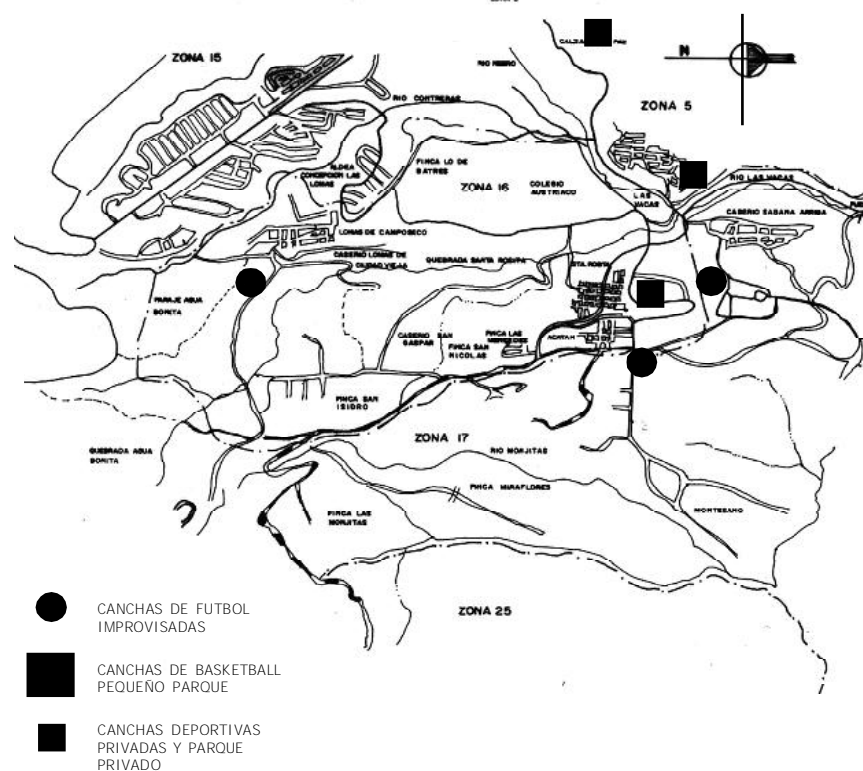 ZONA 15
RIO NEGRO
N
RIO CONTRERAS
ZONA 5
ALDEA
CONCEPCION LAS
LOMAS
FINCA LO DE
BATRES
ZONA 16
COLEGIO
AUSTRIACO
LAS
VACAS
RIO LAS VACAS
CASERIO SABANA ARRIBA
LOMAS DE CAMPOSECO
CASERIO LOMAS DE
CIUDAD VIEJA
QUEBRADA SANTA ROSITA
STA. ROSITA
PARAJE AGUA
BONITA
CASERIO SAN
GASPAR
FINCA LAS
FINCA SAN
NICOLAS
ACATAN
FINCA SAN
ISIDRO
ZONA 17
QUEBRADA AGUA
BONITA
RIO MONJITAS
FINCA MIRAFLORES
FINCA LAS
MONJITAS
MONTESANO
ZONA 25
CANCHAS DE FUTBOL
IMPROVISADAS
CANCHAS DE BASKETBALL
PEQUEÑO PARQUE
CANCHAS DEPORTIVAS
PRIVADAS Y PARQUE
PRIVADO